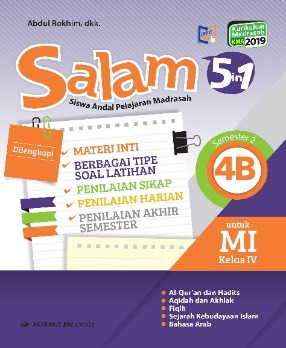 Abdul Rokhim, dkk.
Kurikulum
Madrasah
KMA 2019
Salam
5 in 1
Siswa Andal Pelajaran Madrasah
Dilengkapi
MATERI INTI
BERBAGAI TIPE
SOAL LATIHAN
PENILAIAN SIKAP
PENILAIAN HARIAN
PENILAIAN AKHIR
SEMESTER
Semester 2
4B
untuk
MI
Kelas IV
Al-Qur'an dan Hadits
Aqidah dan Akhlak
Fiqih
Sejarah Kebudayaan Islam
Bahasa Arab
PENERBIT ERLANGGA